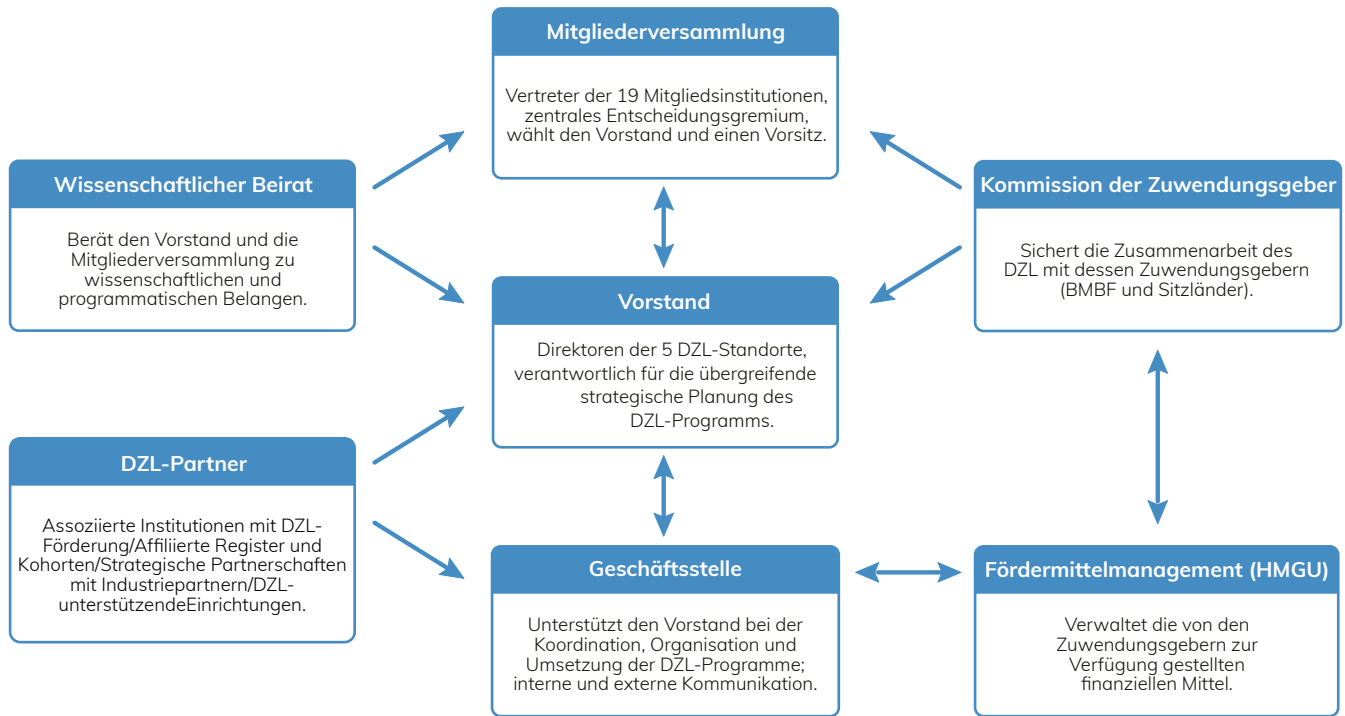 Mitgliederversammlung
Vertreter der 19 Mitgliedsinstitutionen,
zentrales Entscheidungsgremium,
wählt den Vorstand und einen Vorsitz.
Wissenschaftlicher Beirat
Berät den Vorstand und die
Mitgliederversammlung zu
wissenschaftlichen und
programmatischen Belangen.
Kommission der Zuwendungsgeber
Sichert die Zusammenarbeit des
DZL mit dessen Zuwendungsgebern
(BMBF und Sitzländer).
Vorstand
Direktoren der 5 DZL-Standorte,
verantwortlich für die übergreifende
strategische Planung des
DZL-Programms.
DZL-Partner
Assoziierte Institutionen mit DZL-
Förderung/Affiliierte Register und
Kohorten/Strategische Partnerschaften
mit Industriepartnern/DZL-
unterstützendeEinrichtungen.
Geschäftsstelle
Unterstützt den Vorstand bei der
Koordination, Organisation und
Umsetzung der DZL-Programme;
interne und externe Kommunikation.
Fördermittelmanagement (HMGU)
Verwaltet die von den
Zuwendungsgebern zur
Verfügung gestellten
finanziellen Mittel.